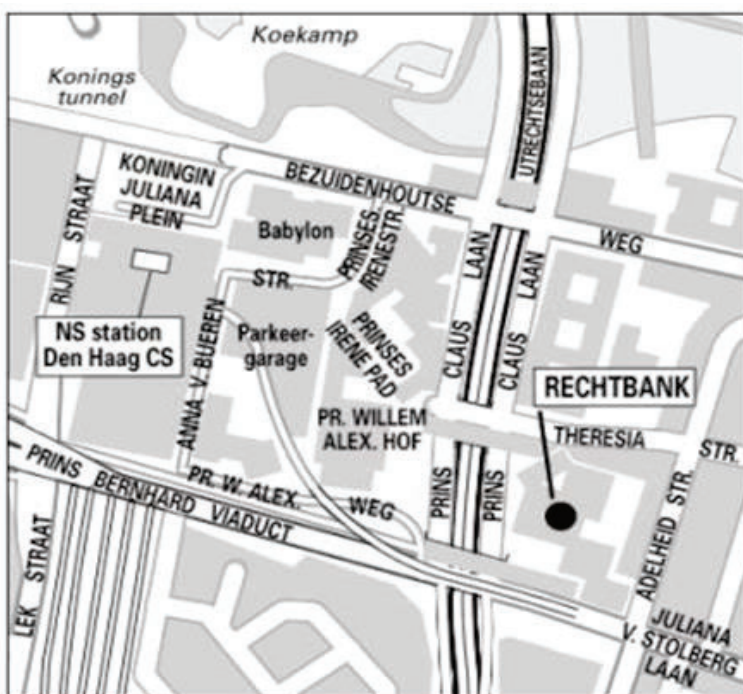 Koekamp
Konings
tunnel
UTRECHTSEBAAN
KONINGIN
JULIANA
PLEIN
BEZUIDENHOUTSE
WEG
RIJN STRAAT
Babylon
PRINSES
IRENESTR.
STR.
LAAN
LAAN
NS station
Den Haag CS
ANNA V. BUEREN
Parkeer-
garage
PRINSES
IRENE PAD
CLAUS
CLAUS
RECHTBANK
PR. WILLEM
ALEX. HOF
THERESIA
STR.
PRINS BERNHARD VIADUCT
PR. W. ALEX.
WEG
PRINS
PRINS
ADELHEID STR.
LEK STRAAT
JULIANA
V. STOLBERG
LAAN